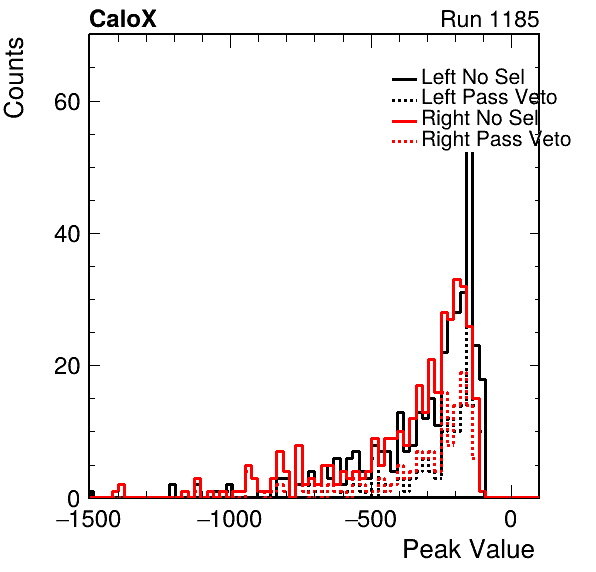 CaloX Run 1185
Counts
Left No Sel
Left Pass Veto
Right No Sel
Right Pass Veto
60
40
20
0
−1500 −1000 −500 0
Peak Value